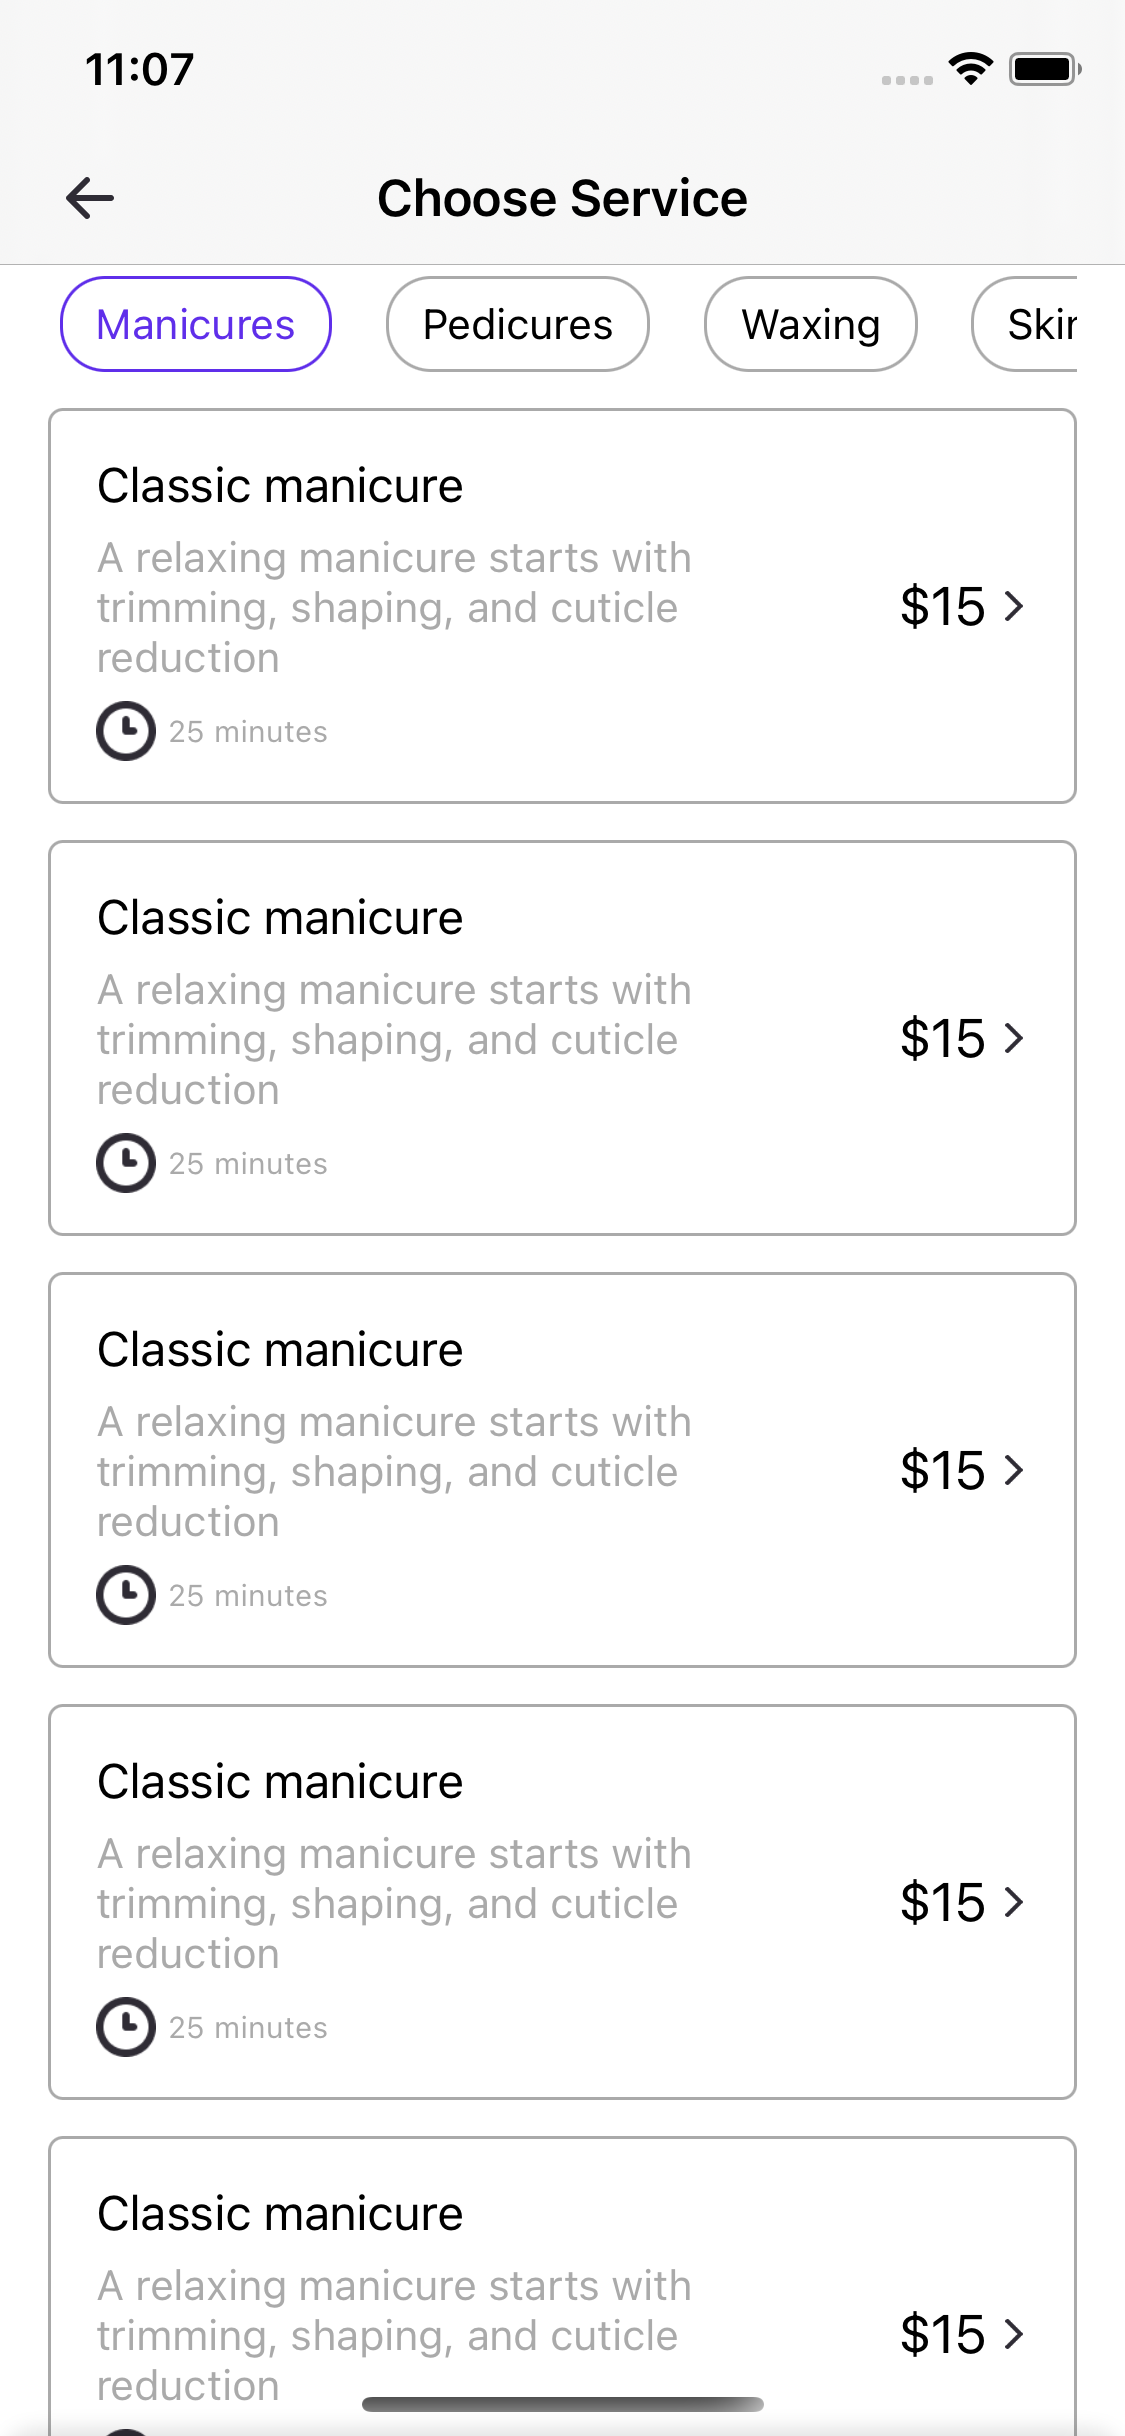 11:07
Choose Service
Manicures Pedicures Waxing Skin
Classic manicure
A relaxing manicure starts with
trimming, shaping, and cuticle
reduction
$15
25 minutes
Classic manicure
A relaxing manicure starts with
trimming, shaping, and cuticle
reduction
$15
25 minutes
Classic manicure
A relaxing manicure starts with
trimming, shaping, and cuticle
reduction
$15
25 minutes
Classic manicure
A relaxing manicure starts with
trimming, shaping, and cuticle
reduction
$15
25 minutes
Classic manicure
A relaxing manicure starts with
trimming, shaping, and cuticle
reduction
$15